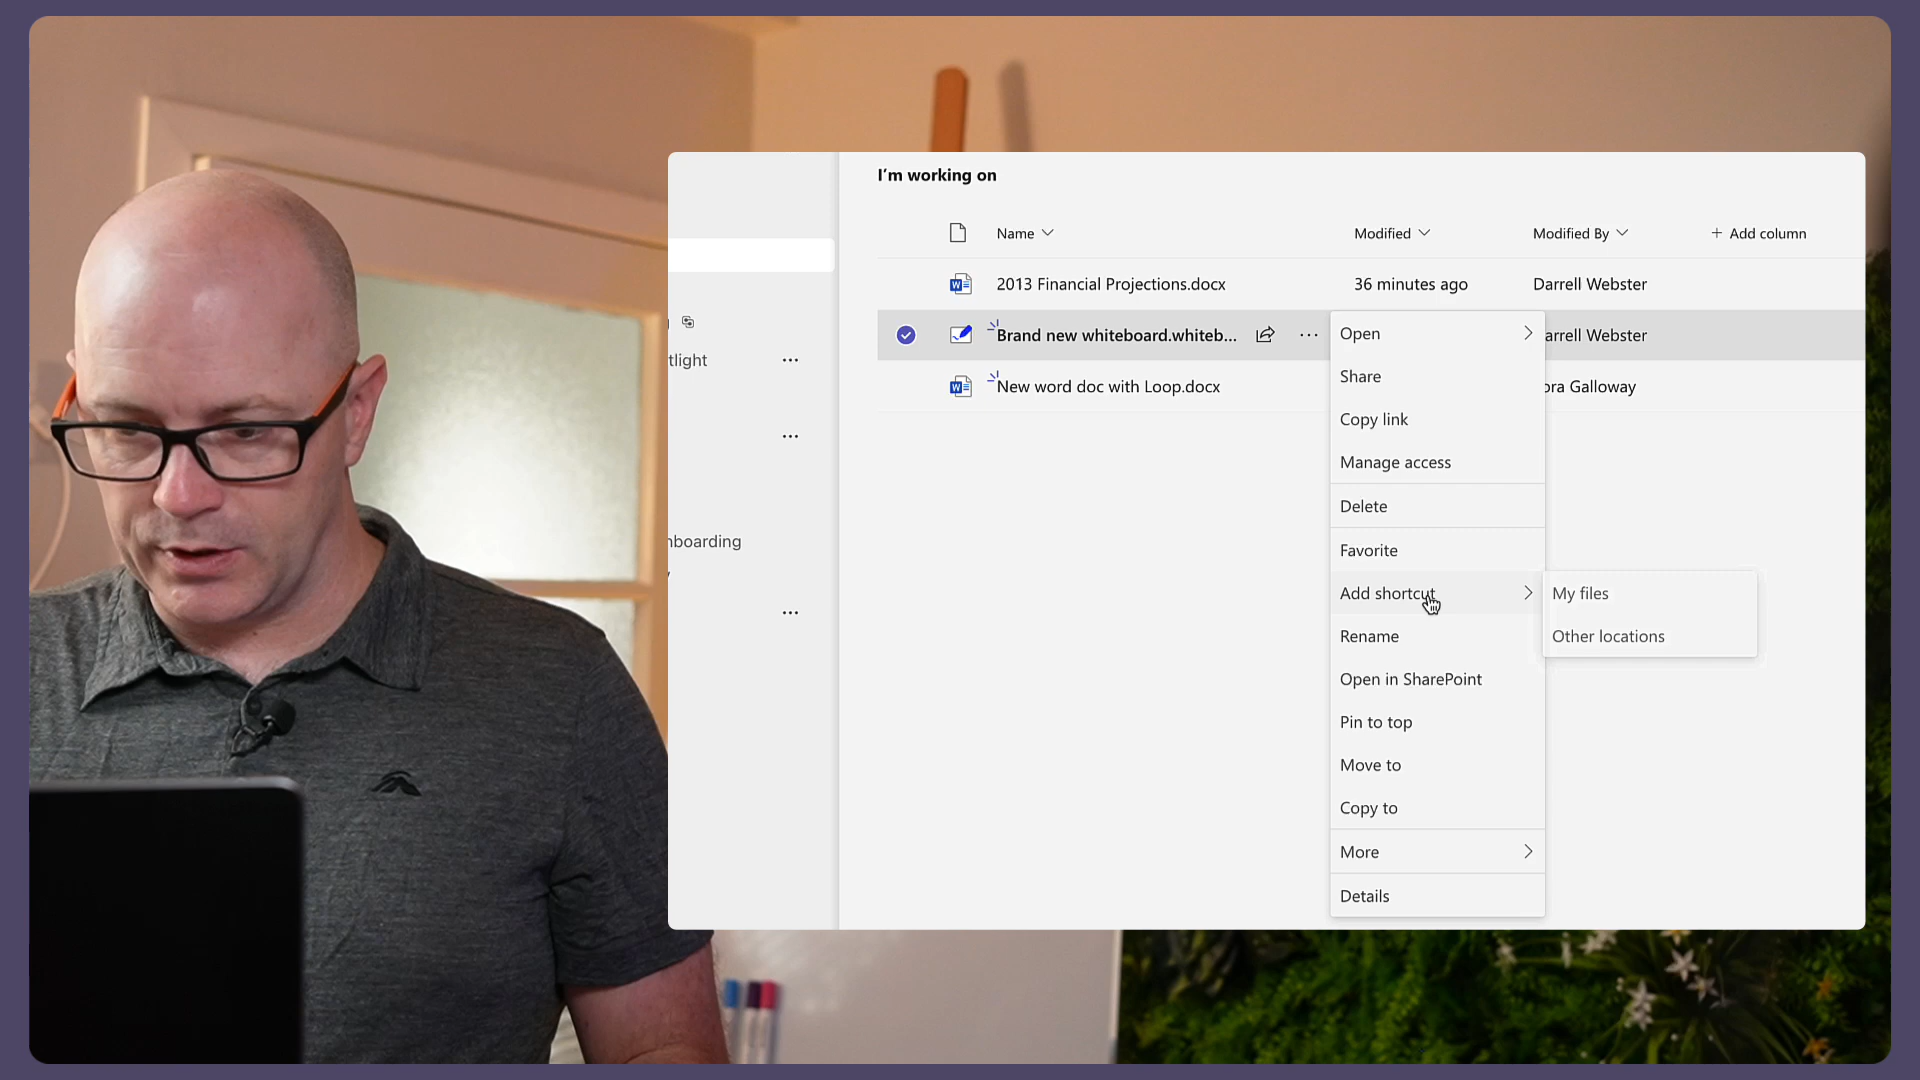 I'm working on
Name
Modified
Modified By
+ Add column
2013 Financial Projections.docx
36 minutes ago
Darrell Webster
Brand new whiteboard.whiteb...
...
arrell Webster
New word doc with Loop.docx
ora Galloway
tlight
...
...
nboarding
...
Open
Share
Copy link
Manage access
Delete
Favorite
Add shortcut
My files
Other locations
Rename
Open in SharePoint
Pin to top
Move to
Copy to
More
Details